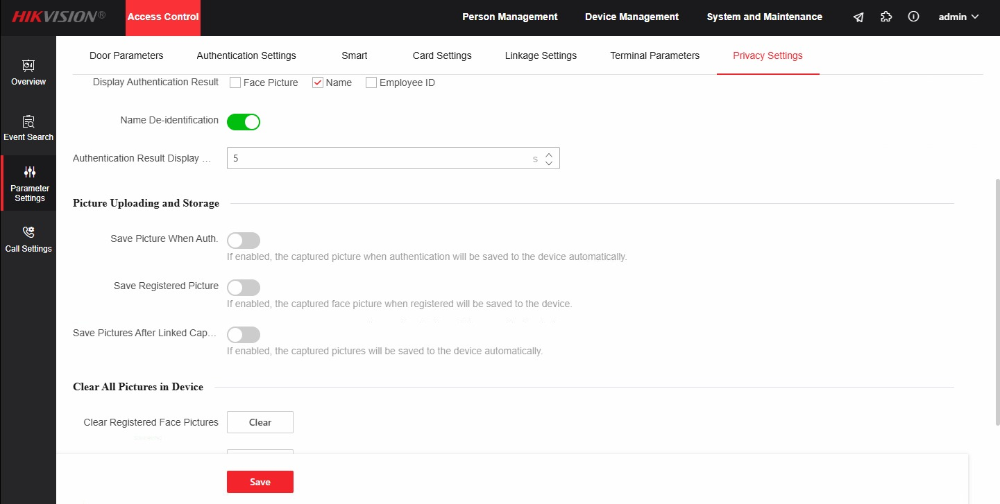 HIKVISION®
Access Control
Person Management
Device Management
System and Maintenance
admin
Overview
Event Search
Parameter
Settings
Call Settings
Door Parameters
Authentication Settings
Smart
Card Settings
Linkage Settings
Terminal Parameters
Privacy Settings
Display Authentication Result
Face Picture
Name
Employee ID
Name De-identification
Authentication Result Display ...
5
s
Picture Uploading and Storage
Save Picture When Auth.
If enabled, the captured picture when authentication will be saved to the device automatically.
Save Registered Picture
If enabled, the captured face picture when registered will be saved to the device.
Save Pictures After Linked Cap...
If enabled, the captured pictures will be saved to the device automatically.
Clear All Pictures in Device
Clear Registered Face Pictures
Clear
Save